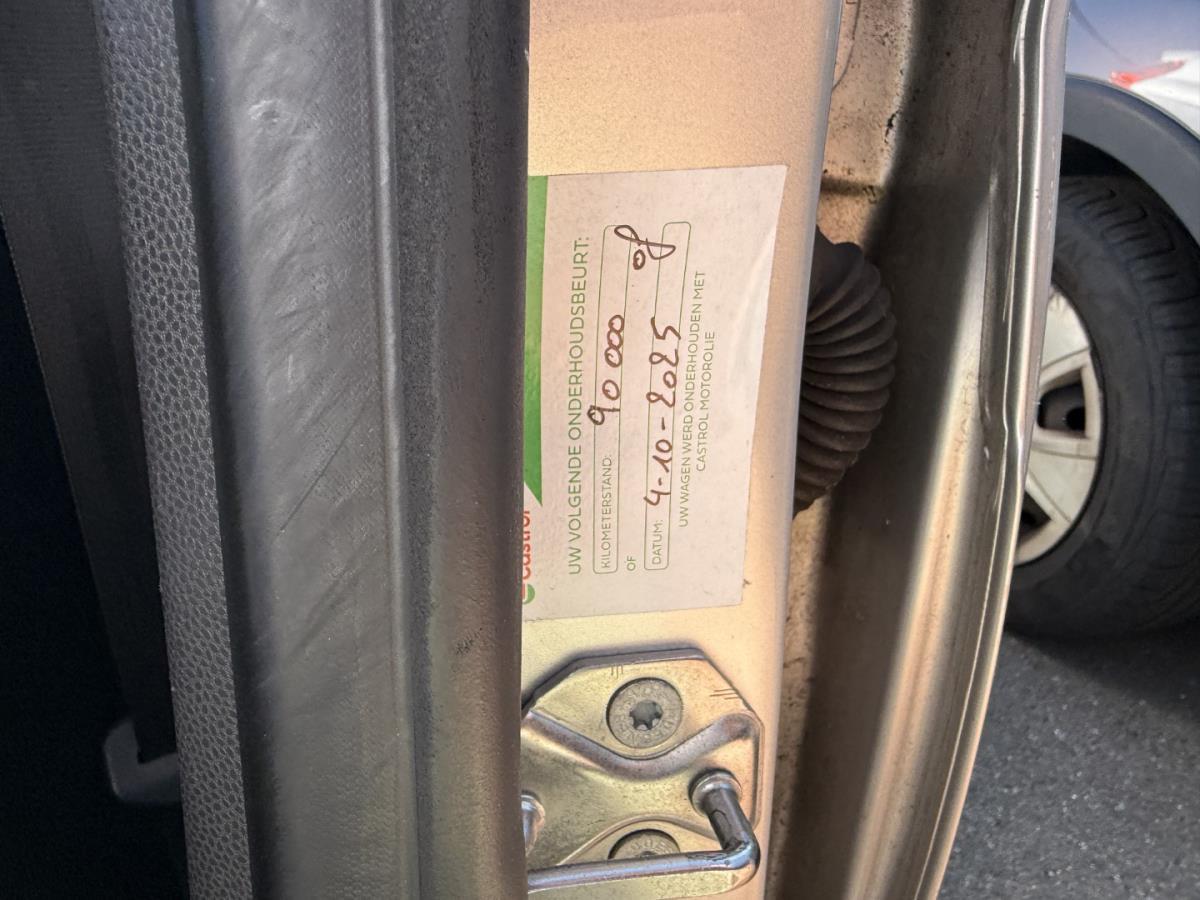 Castrol
UW VOLGENDE ONDERHOUDSBEURT:
KILOMETERSTAND: 90 000
OF of
DATUM: 4-10-2025
UW WAGEN WERD ONDERHOUDEN MET
CASTROL MOTOROLIE